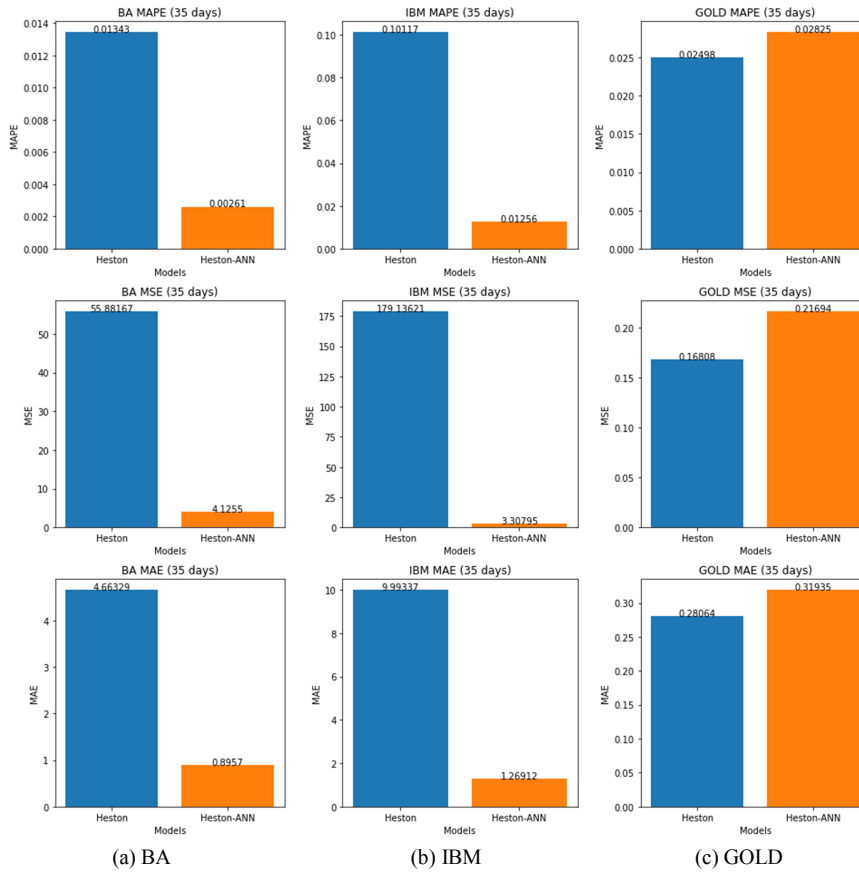 BA MAPE (35 days)
0.014
0.012
0.010
0.008
0.006
0.004
0.002
0.000
MAPE
0.01343
0.00261
Heston
Heston-ANN
Models
IBM MAPE (35 days)
0.10
0.08
0.06
0.04
0.02
0.00
MAPE
0.10117
0.01256
Heston
Heston-ANN
Models
GOLD MAPE (35 days)
0.025
0.020
0.015
0.010
0.005
0.000
MAPE
0.02498
0.02825
Heston
Heston-ANN
Models
BA MSE (35 days)
50
40
30
20
10
0
MSE
55.88167
4.1255
Heston
Heston-ANN
Models
IBM MSE (35 days)
175
150
125
100
75
50
25
0
MSE
179.13621
3.30795
Heston
Heston-ANN
Models
GOLD MSE (35 days)
0.20
0.15
0.10
0.05
0.00
MSE
0.16808
0.21694
Heston
Heston-ANN
Models
BA MAE (35 days)
4
3
2
1
0
MAE
4.66329
0.8957
Heston
Heston-ANN
Models
IBM MAE (35 days)
10
8
6
4
2
0
MAE
9.99337
1.26912
Heston
Heston-ANN
Models
GOLD MAE (35 days)
0.30
0.25
0.20
0.15
0.10
0.05
0.00
MAE
0.28064
0.31935
Heston
Heston-ANN
Models
(a) BA
(b) IBM
(c) GOLD